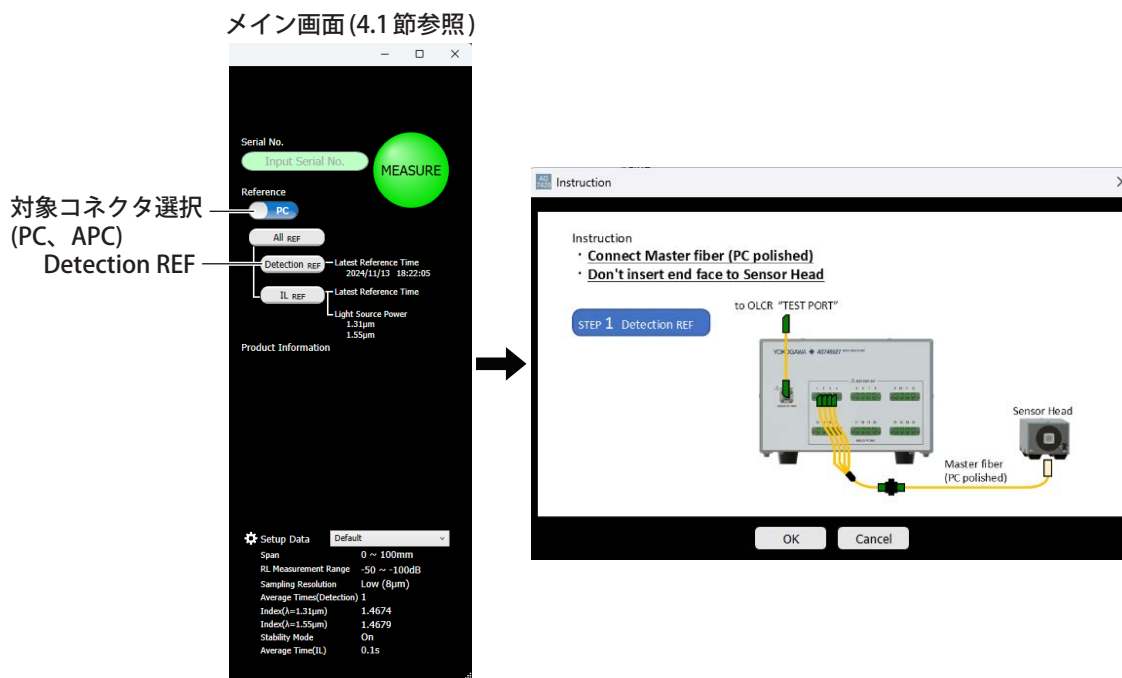 メイン画面 (4.1 節参照 )
Serial No.
Input Serial No.
MEASURE
Reference
対象コネクタ選択
(PC、APC)
PC
All REF
Detection REF
Detection REF
Latest Reference Time
2024/11/13 18:22:05
IL REF
Latest Reference Time
Light Source Power
1.31μm
1.55μm
Product Information
Setup Data
Default
Span 0 ~ 100mm
RL Measurement Range -50 ~ -100dB
Sampling Resolution Low (8μm)
Average Times(Detection) 1
Index(λ=1.31μm) 1.4674
Index(λ=1.55μm) 1.4679
Stability Mode On
Average Time(IL) 0.1s
Instruction
Instruction
・Connect Master fiber (PC polished)
・Don't insert end face to Sensor Head
STEP 1 Detection REF
to OLCR "TEST PORT"
YOKOGAWA
Sensor Head
Master fiber
(PC polished)
OK
Cancel